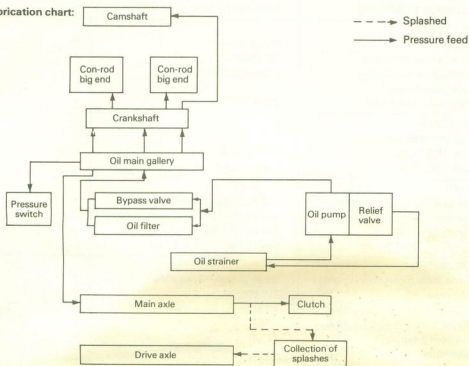 Camshaft
Splashed
Pressure feed
Con-rod
big end
Con-rod
big end
Crankshaft
Oil main gallery
Pressure
switch
Bypass valve
Oil filter
Oil pump
Relief
valve
Oil strainer
Main axle
Clutch
Drive axle
Collection of
splashes
chart: